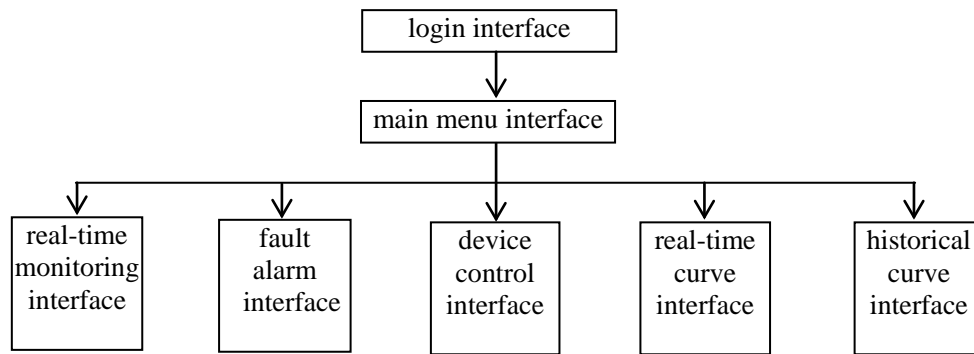 login interface
main menu interface
real-time
monitoring
interface
fault
alarm
interface
device
control
interface
real-time
curve
interface
historical
curve
interface